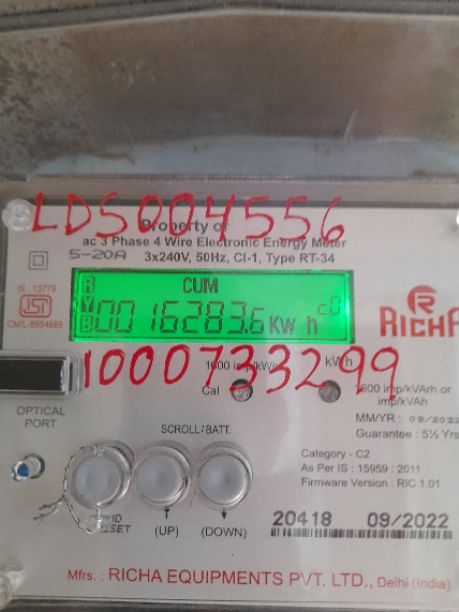 LDS004556
Property of
ac 3 Phase 4 Wire Electronic Energy Meter
5-20A 3x240V, 50Hz, Cl-1, Type RT-34
IS : 13779
ISI
CM/L-8554689
R
Y
B
CUM
c0
0016283.6 KW h
RICHA
1600 imp/kWh
kWh
1000733299
Cal
1600 imp/kVArh or
imp/kVAh
OPTICAL
PORT
MM/YR : 09/2022
Guarantee : 5½ Yrs
SCROLL/BATT.
Category - C2
As Per IS : 15959 : 2011
Firmware Version : RIC 1.01
(UP)
(DOWN)
20418 09/2022
Mfrs. : RICHA EQUIPMENTS PVT. LTD., Delhi (India)